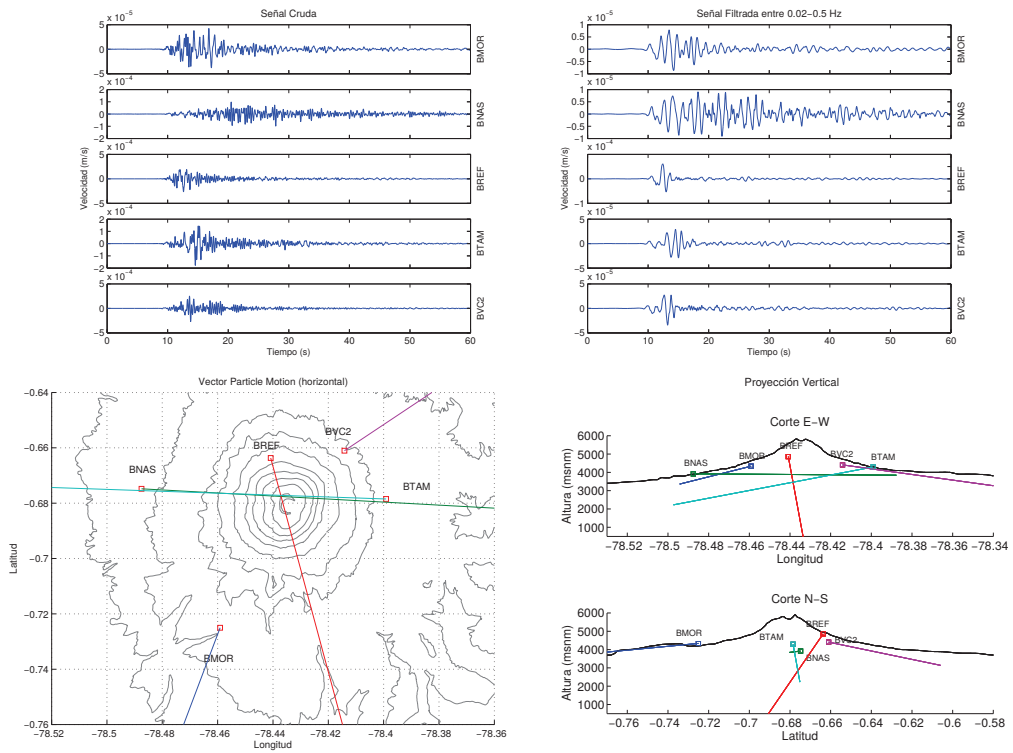 Señal Cruda
x 10⁻⁵
5
0
−5
BMOR
x 10⁻⁴
2
1
0
−1
−2
BNAS
x 10⁻⁴
5
0
−5
BREF
x 10⁻⁴
2
1
0
−1
−2
BTAM
x 10⁻⁴
5
0
−5
BVC2
Velocidad (m/s)
0 10 20 30 40 50 60
Tiempo (s)
Señal Filtrada entre 0.02−0.5 Hz
x 10⁻⁵
1
0.5
0
−0.5
−1
BMOR
x 10⁻⁵
1
0.5
0
−0.5
−1
BNAS
x 10⁻⁴
1
0
−1
BREF
x 10⁻⁵
5
0
−5
BTAM
x 10⁻⁵
5
0
−5
BVC2
Velocidad (m/s)
0 10 20 30 40 50 60
Tiempo (s)
Vector Particle Motion (horizontal)
−0.64
−0.66
−0.68
−0.7
−0.72
−0.74
−0.76
Latitud
BVC2
BREF
BNAS
BTAM
BMOR
−78.52 −78.5 −78.48 −78.46 −78.44 −78.42 −78.4 −78.38 −78.36
Longitud
Proyección Vertical
Corte E−W
6000
5000
4000
3000
2000
1000
Altura (msnm)
BNAS
BMOR
BREF
BVC2
BTAM
−78.52 −78.5 −78.48 −78.46 −78.44 −78.42 −78.4 −78.38 −78.36 −78.34
Longitud
Corte N−S
6000
5000
4000
3000
2000
1000
Altura (msnm)
BMOR
BTAM
BREF
BVC2
BNAS
−0.76 −0.74 −0.72 −0.7 −0.68 −0.66 −0.64 −0.62 −0.6 −0.58
Latitud